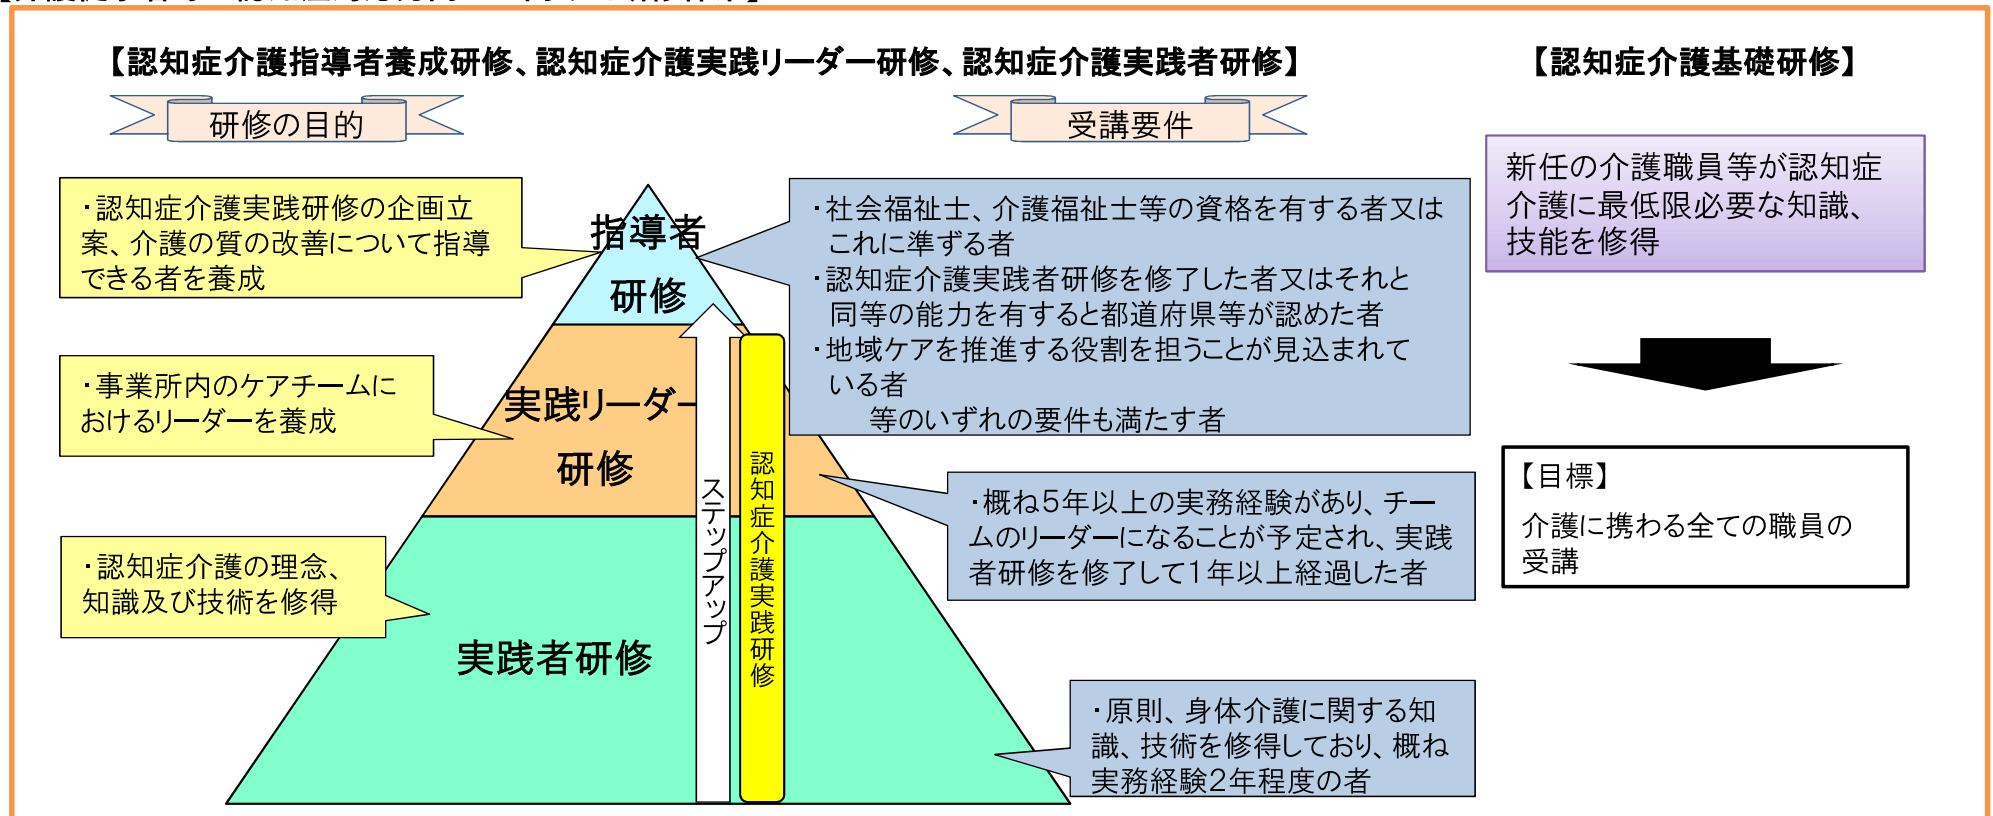 【認知症介護指導者養成研修、認知症介護実践リーダー研修、認知症介護実践者研修】
【認知症介護基礎研修】
研修の目的
受講要件
・認知症介護実践研修の企画立
案、介護の質の改善について指導
できる者を養成
指導者
研修
・社会福祉士、介護福祉士等の資格を有する者又は
これに準ずる者
・認知症介護実践者研修を修了した者又はそれと
同等の能力を有すると都道府県等が認めた者
・地域ケアを推進する役割を担うことが見込まれて
いる者
等のいずれの要件も満たす者
新任の介護職員等が認知症
介護に最低限必要な知識、
技能を修得
・事業所内のケアチームに
おけるリーダーを養成
実践リーダー
研修
・概ね5年以上の実務経験があり、チー
ムのリーダーになることが予定され、実践
者研修を修了して1年以上経過した者
【目標】
介護に携わる全ての職員の
受講
・認知症介護の理念、
知識及び技術を修得
実践者研修
ステップアップ
認知症介護実践研修
・原則、身体介護に関する知
識、技術を修得しており、概ね
実務経験2年程度の者